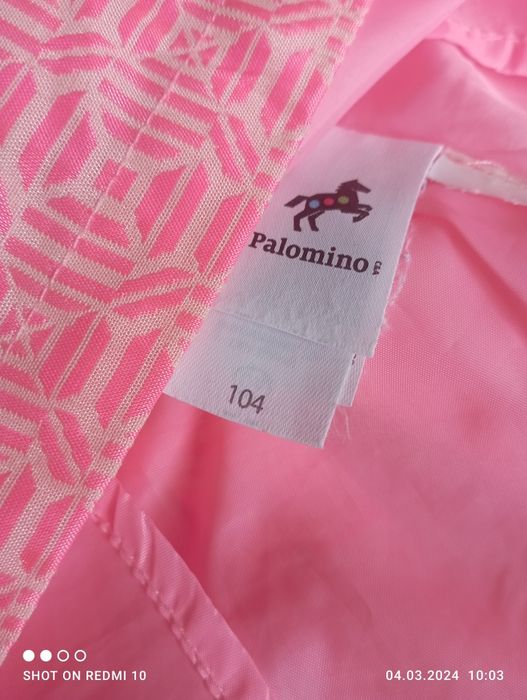 Palomino C&A
104
SHOT ON REDMI 10
04.03.2024 10:03